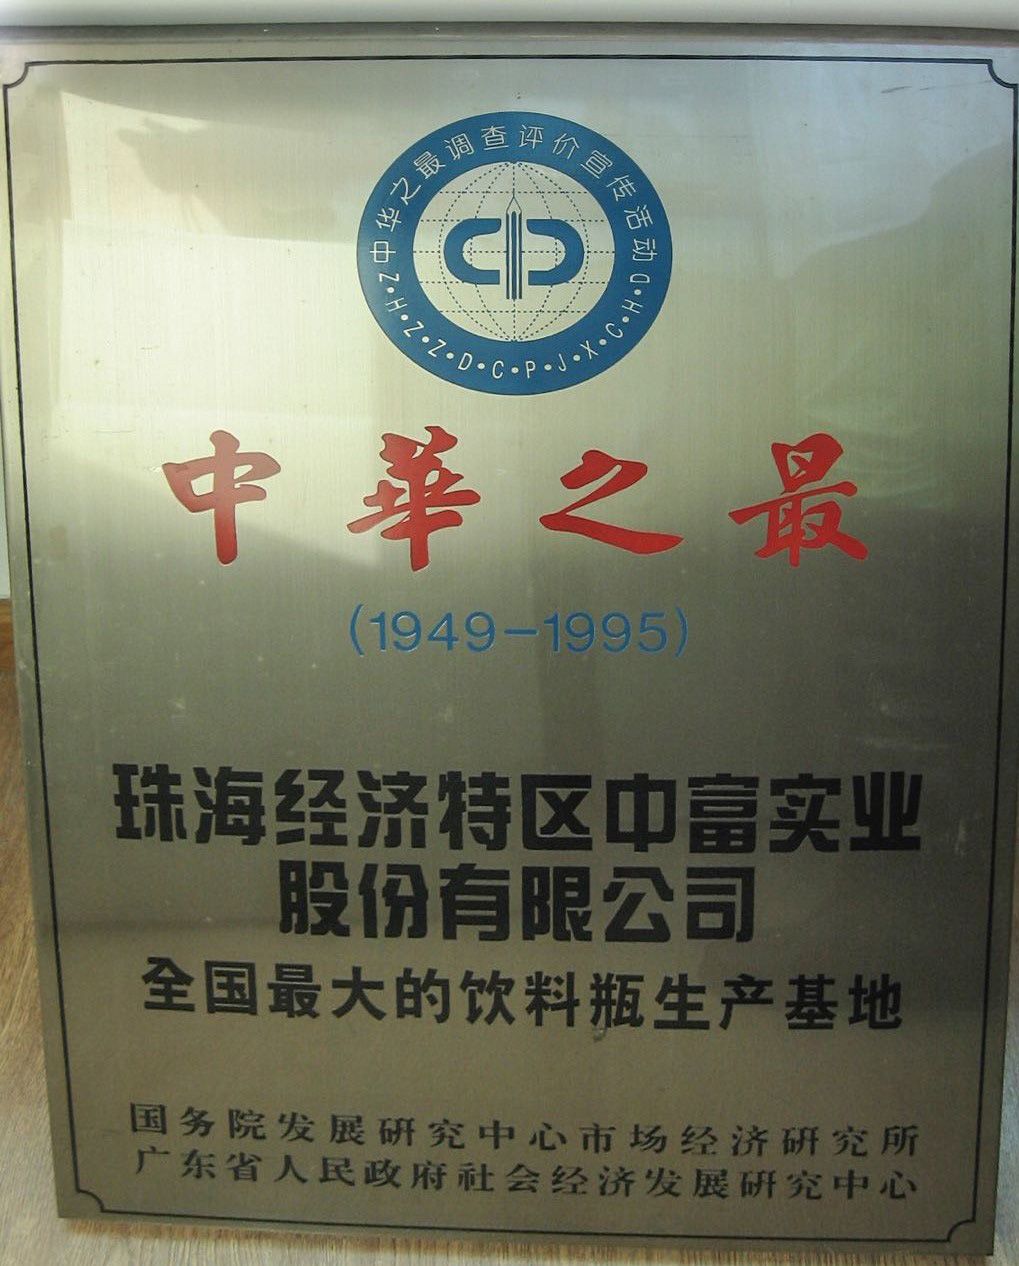 中华之最调查评价宣传活动
Z·H·Z·Z·D·C·P·J·X·C·H·D
中華之最
(1949-1995)
珠海经济特区中富实业
股份有限公司
全国最大的饮料瓶生产基地
国务院发展研究中心市场经济研究所
广东省人民政府社会经济发展研究中心